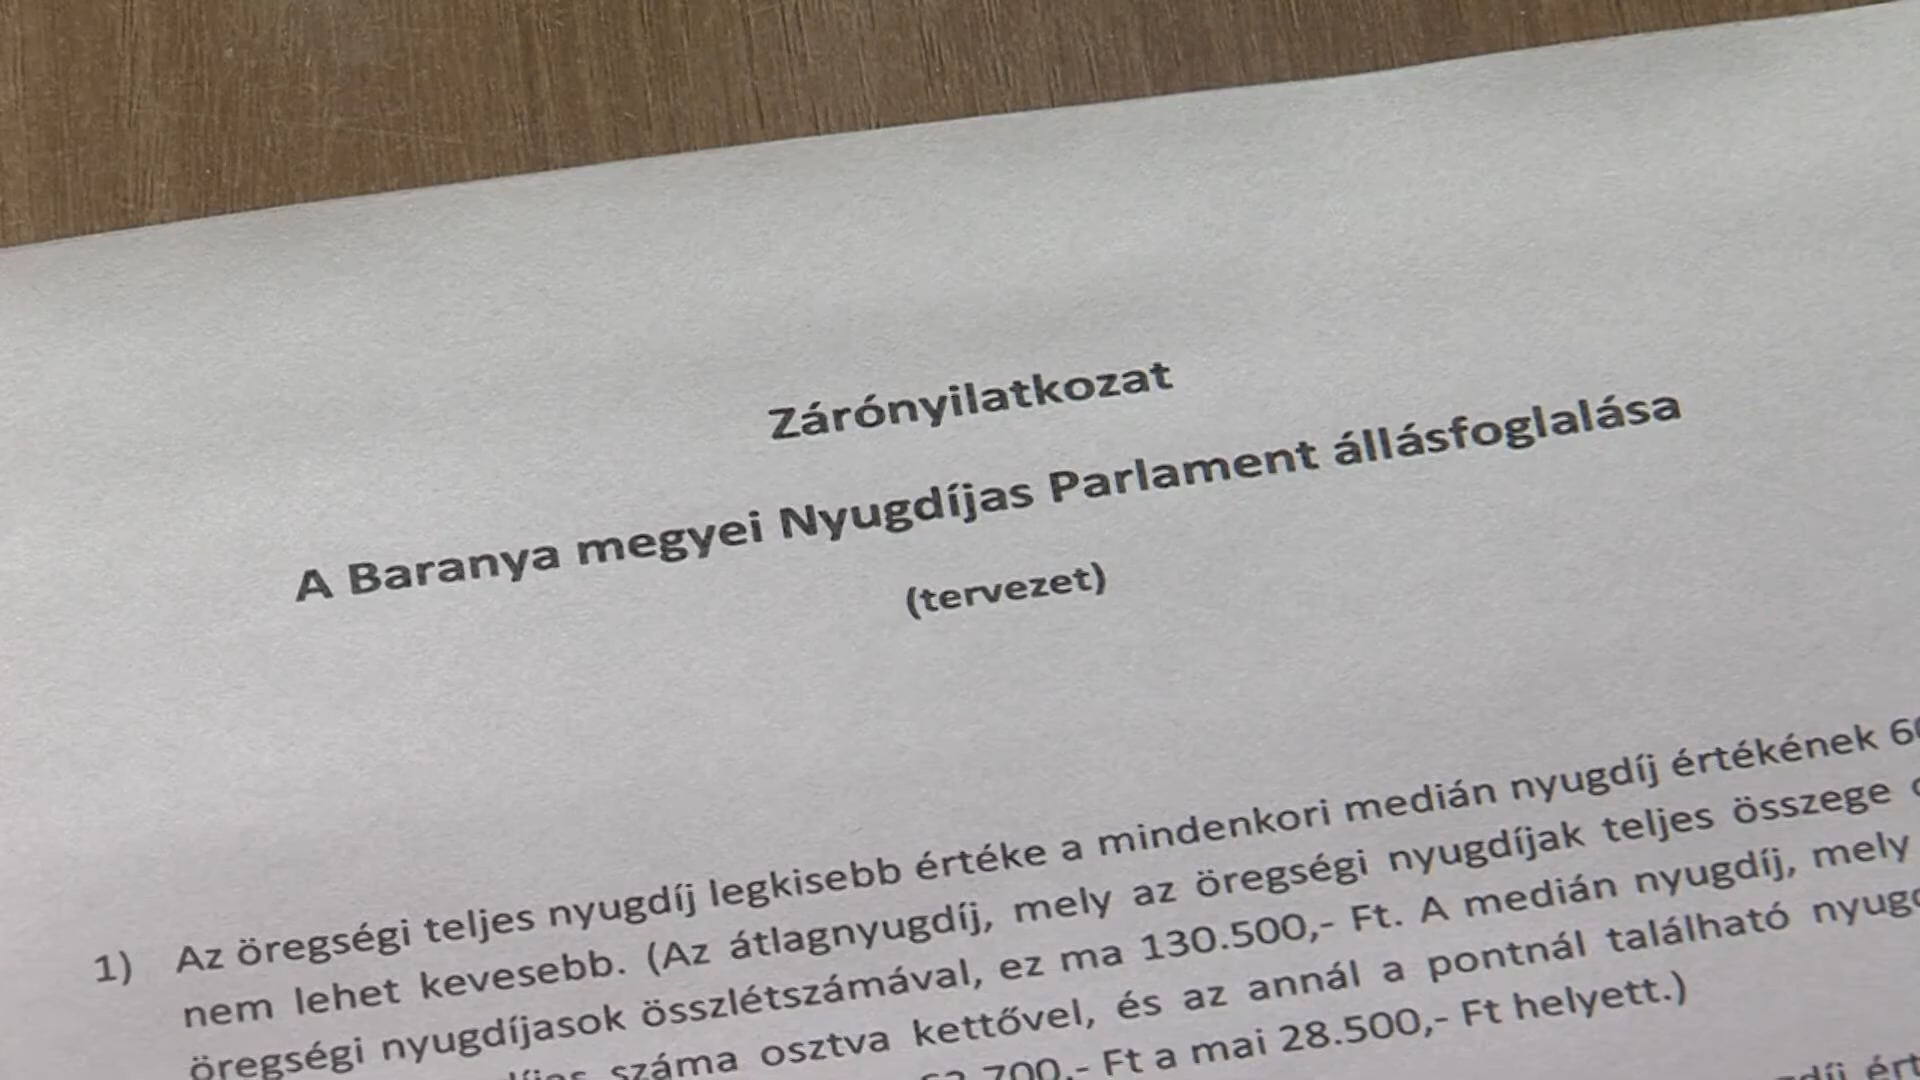 Zárónyilatkozat
A Baranya megyei Nyugdíjas Parlament állásfoglalása
(tervezet)
1) Az öregségi teljes nyugdíj legkisebb értéke a mindenkori medián nyugdíj értékének
nem lehet kevesebb. (Az átlagnyugdíj, mely az öregségi nyugdíjak teljes összege
öregségi nyugdíjasok összlétszámával, ez ma 130.500,- Ft. A medián nyugdíj, mely
száma osztva kettővel, és az annál a pontnál található
700,- Ft a mai 28.500,- Ft helyett.)